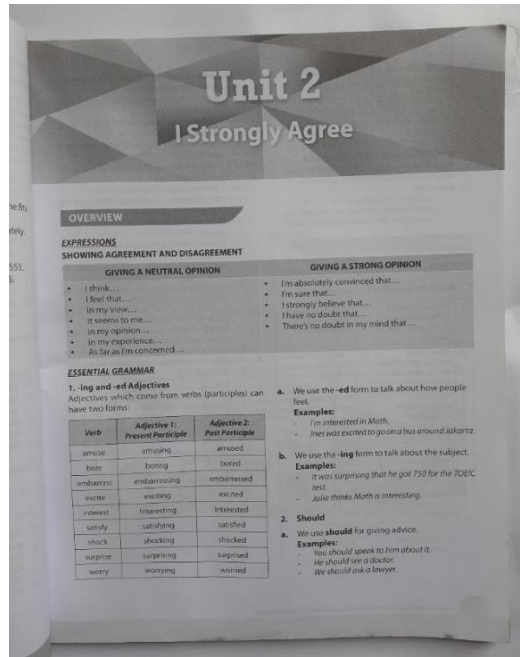 Unit 2
I Strongly Agree
OVERVIEW
EXPRESSIONS
SHOWING AGREEMENT AND DISAGREEMENT
GIVING A NEUTRAL OPINION
• I think...
• I feel that...
• In my view...
• It seems to me...
• In my opinion...
• In my experience...
• As far as I'm concerned...
GIVING A STRONG OPINION
• I'm absolutely convinced that...
• I'm sure that...
• I strongly believe that...
• I have no doubt that...
• There's no doubt in my mind that...
ESSENTIAL GRAMMAR
1. -ing and -ed Adjectives
Adjectives which come from verbs (participles) can
have two forms:
Verb Adjective 1: Present Participle Adjective 2: Past Participle
amuse amusing amused
bore boring bored
embarrass embarrassing embarrassed
excite exciting excited
interest interesting interested
satisfy satisfying satisfied
shock shocking shocked
surprise surprising surprised
worry worrying worried
a. We use the -ed form to talk about how people
feel.
Examples:
- I'm interested in Math.
- Ines was excited to go on a bus around Jakarta.
b. We use the -ing form to talk about the subject.
Examples:
- It was surprising that he got 750 for the TOEIC
test.
- Julia thinks Math is interesting.
2. Should
a. We use should for giving advice.
Examples:
- You should speak to him about it.
- He should see a doctor.
- We should ask a lawyer.